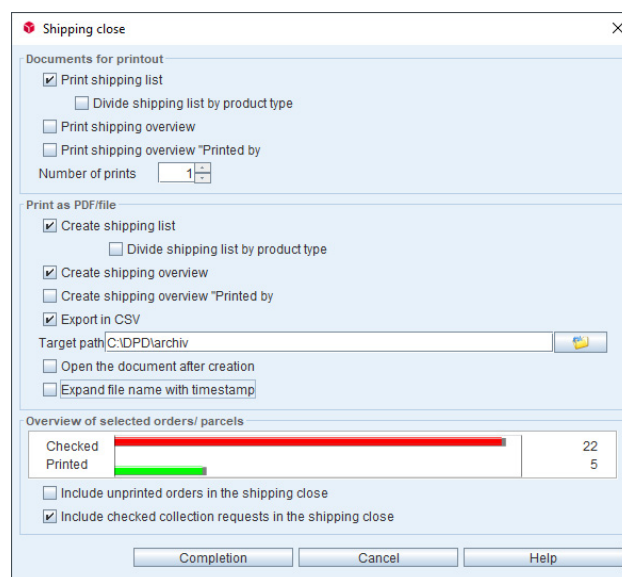 Shipping close
Documents for printout
Print shipping list
Divide shipping list by product type
Print shipping overview
Print shipping overview "Printed by
Number of prints 1
Print as PDF/file
Create shipping list
Divide shipping list by product type
Create shipping overview
Create shipping overview "Printed by
Export in CSV
Target path C:\DPD\archiv
Open the document after creation
Expand file name with timestamp
Overview of selected orders/ parcels
Checked 22
Printed 5
Include unprinted orders in the shipping close
Include checked collection requests in the shipping close
Completion Cancel Help